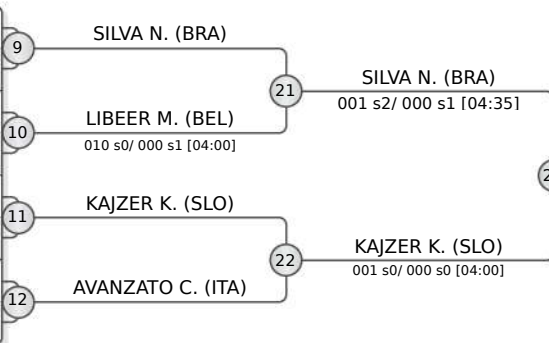 9
SILVA N. (BRA)
21
SILVA N. (BRA)
001 s2/ 000 s1 [04:35]
10
LIBEER M. (BEL)
010 s0/ 000 s1 [04:00]
2
11
KAJZER K. (SLO)
22
KAJZER K. (SLO)
001 s0/ 000 s0 [04:00]
12
AVANZATO C. (ITA)